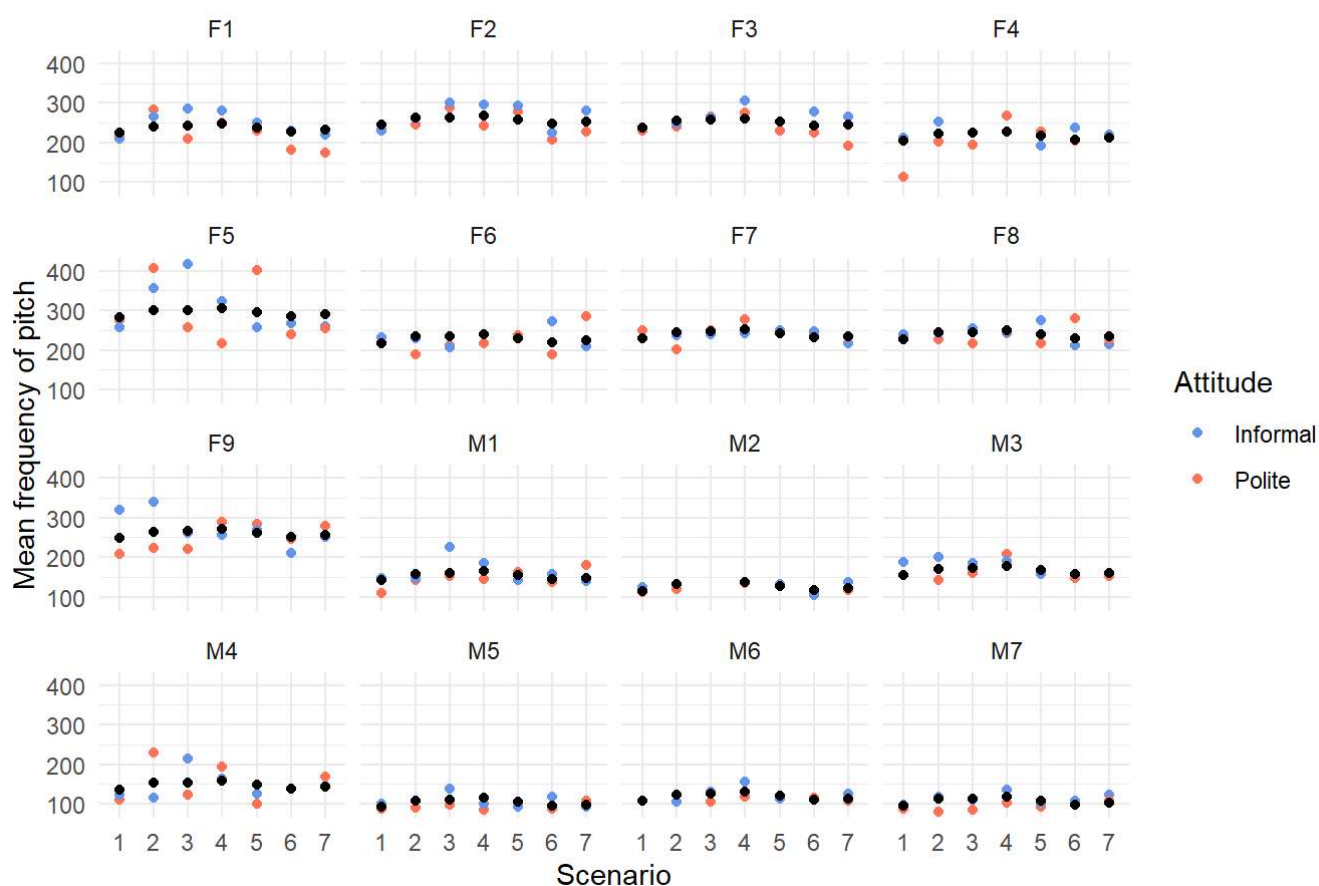 F1 F2 F3 F4
400
300
200
100
F5 F6 F7 F8
400
300
200
100
F9 M1 M2 M3
400
300
200
100
M4 M5 M6 M7
400
300
200
100
1 2 3 4 5 6 7 1 2 3 4 5 6 7 1 2 3 4 5 6 7 1 2 3 4 5 6 7
Scenario
Mean frequency of pitch
Attitude
Informal
Polite